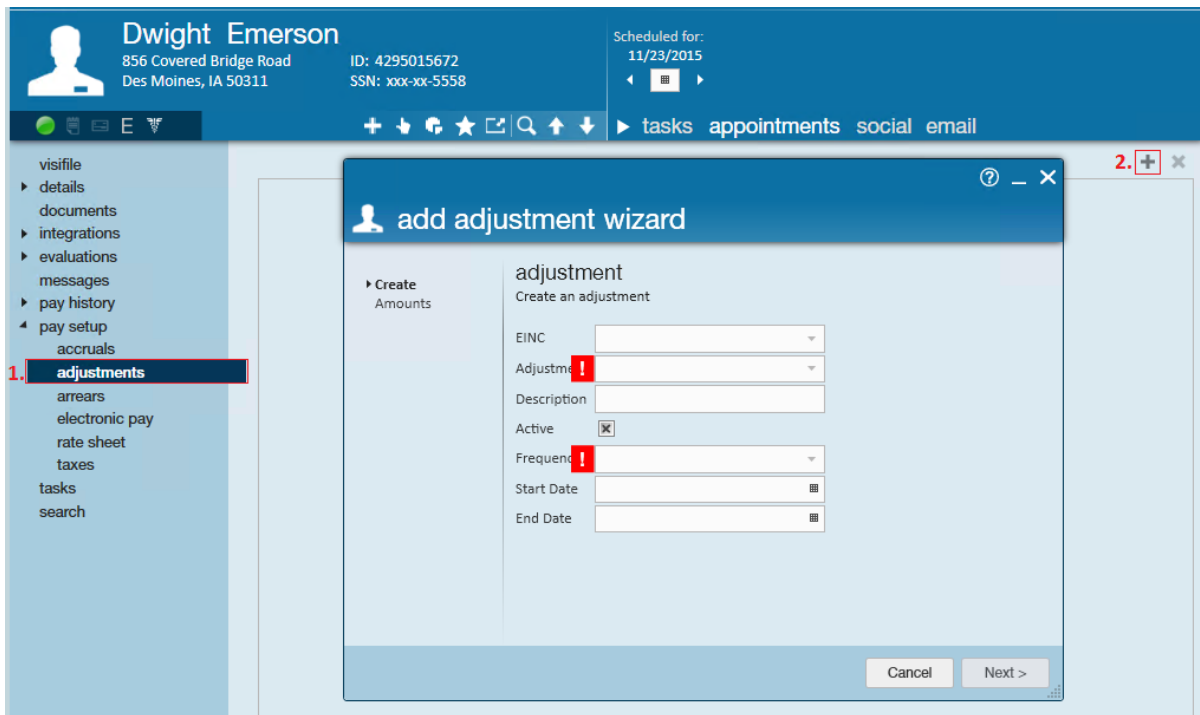 Dwight Emerson
856 Covered Bridge Road
Des Moines, IA 50311
ID: 4295015672
SSN: xxx-xx-5558
Scheduled for:
11/23/2015
E
tasks appointments social email
visifile
details
documents
integrations
evaluations
messages
pay history
pay setup
accruals
1. adjustments
arrears
electronic pay
rate sheet
taxes
tasks
search
2.
add adjustment wizard
Create
Amounts
adjustment
Create an adjustment
EINC
Adjustme !
Description
Active
Frequenc !
Start Date
End Date
Cancel
Next >